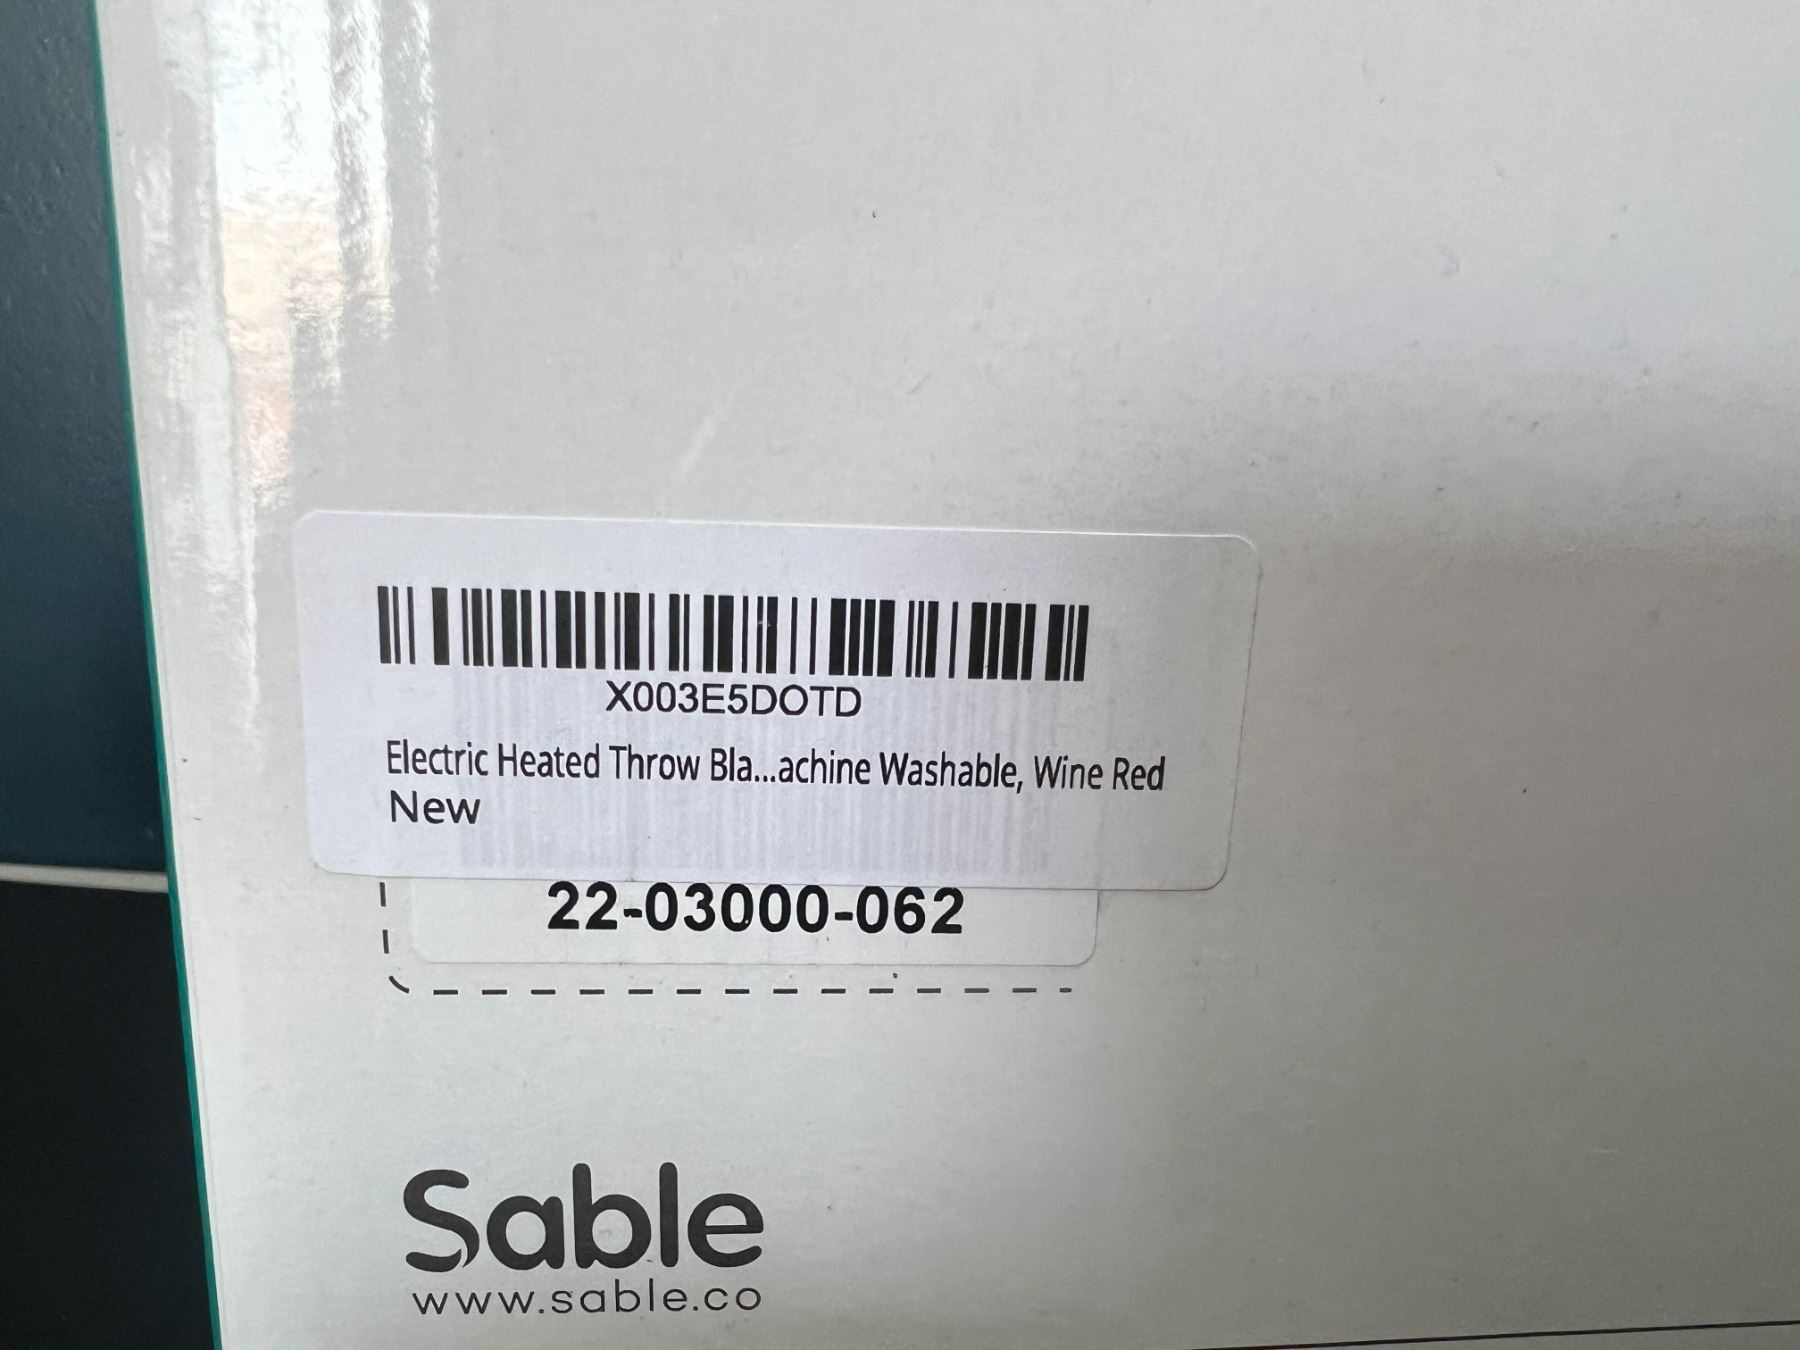 X003E5DOTD
Electric Heated Throw Bla...achine Washable, Wine Red
New
22-03000-062
Sable
www.sable.co